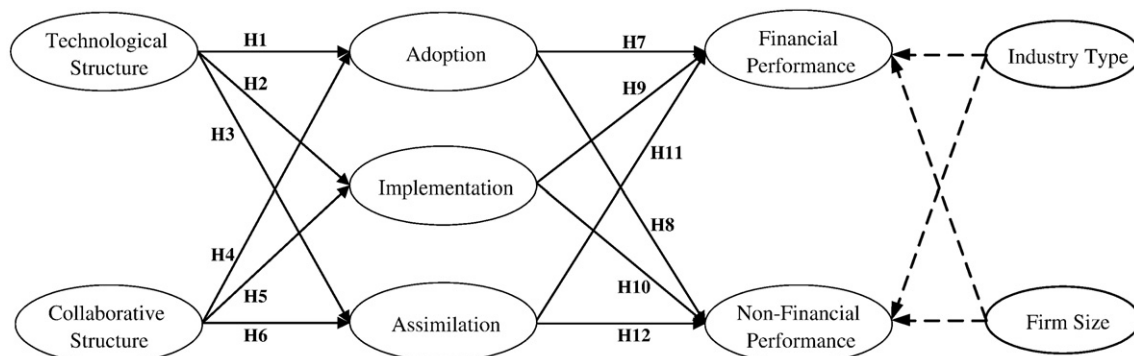 Technological
Structure
H1
H2
H3
Adoption
H7
H9
H11
Financial
Performance
Industry Type
Implementation
H4
H5
H6
Collaborative
Structure
Assimilation
H8
H10
H12
Non-Financial
Performance
Firm Size